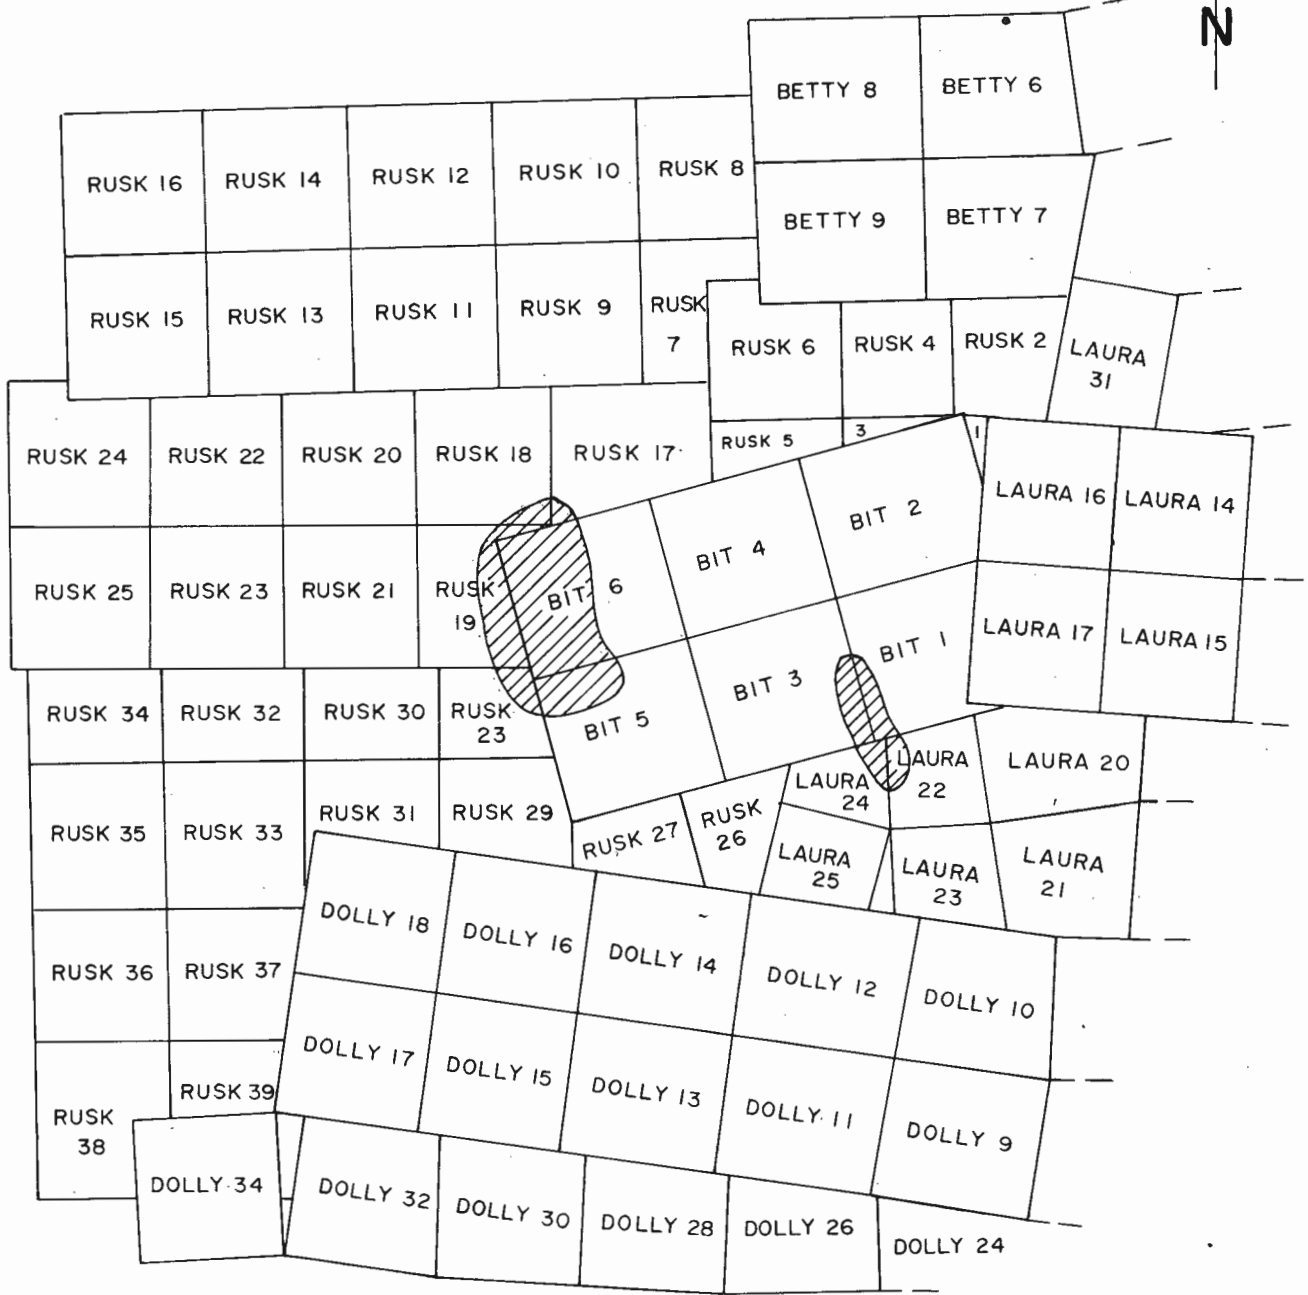 N
BETTY 8
BETTY 6
RUSK 16
RUSK 14
RUSK 12
RUSK 10
RUSK 8
BETTY 9
BETTY 7
RUSK 15
RUSK 13
RUSK 11
RUSK 9
RUSK
7
RUSK 6
RUSK 4
RUSK 2
LAURA
31
RUSK 24
RUSK 22
RUSK 20
RUSK 18
RUSK 17
RUSK 5
3
1
LAURA 16
LAURA 14
BIT 2
BIT 4
BIT 6
RUSK 25
RUSK 23
RUSK 21
RUSK
19
BIT 1
LAURA 17
LAURA 15
BIT 3
BIT 5
RUSK 34
RUSK 32
RUSK 30
RUSK
23
LAURA
24
LAURA
22
LAURA 20
RUSK 35
RUSK 33
RUSK 31
RUSK 29
RUSK 27
RUSK
26
LAURA
25
LAURA
23
LAURA
21
DOLLY 18
DOLLY 16
DOLLY 14
DOLLY 12
DOLLY 10
RUSK 36
RUSK 37
DOLLY 17
DOLLY 15
DOLLY 13
DOLLY 11
DOLLY 9
RUSK 39
RUSK
38
DOLLY 34
DOLLY 32
DOLLY 30
DOLLY 28
DOLLY 26
DOLLY 24